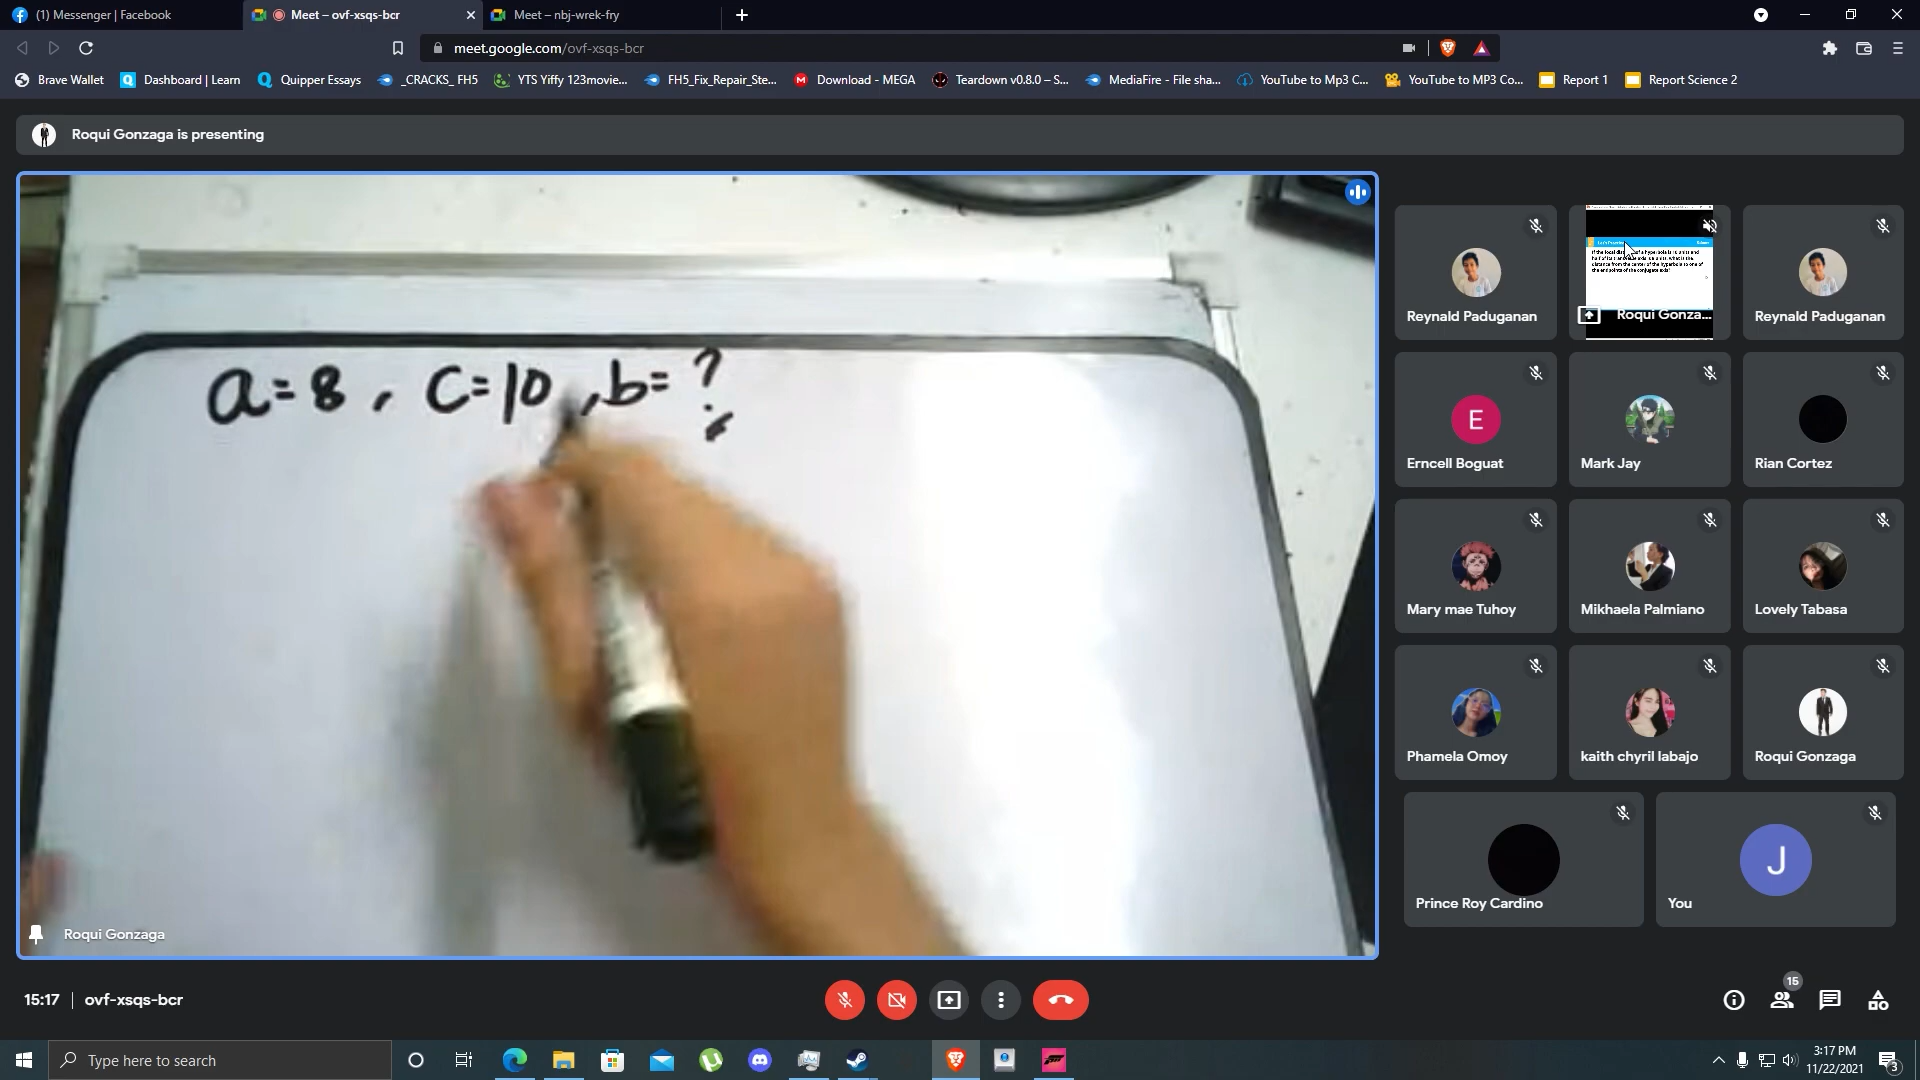 (1) Messenger | Facebook
Meet – ovf-xsqs-bcr
Meet – nbj-wrek-fry
meet.google.com/ovf-xsqs-bcr
Brave Wallet
Dashboard | Learn
Quipper Essays
_CRACKS_ FH5
YTS Yiffy 123movie...
FH5_Fix_Repair_Ste...
Download - MEGA
Teardown v0.8.0 – S...
MediaFire - File sha...
YouTube to Mp3 C...
YouTube to MP3 Co...
Report 1
Report Science 2
Roqui Gonzaga is presenting
a=8, c=10, b=?
Roqui Gonzaga
Reynald Paduganan
Roqui Gonza...
Reynald Paduganan
E
Erncell Boguat
Mark Jay
Rian Cortez
Mary mae Tuhoy
Mikhaela Palmiano
Lovely Tabasa
Phamela Omoy
kaith chyril labajo
Roqui Gonzaga
Prince Roy Cardino
J
You
15:17 | ovf-xsqs-bcr
15
Type here to search
3:17 PM
11/22/2021
3